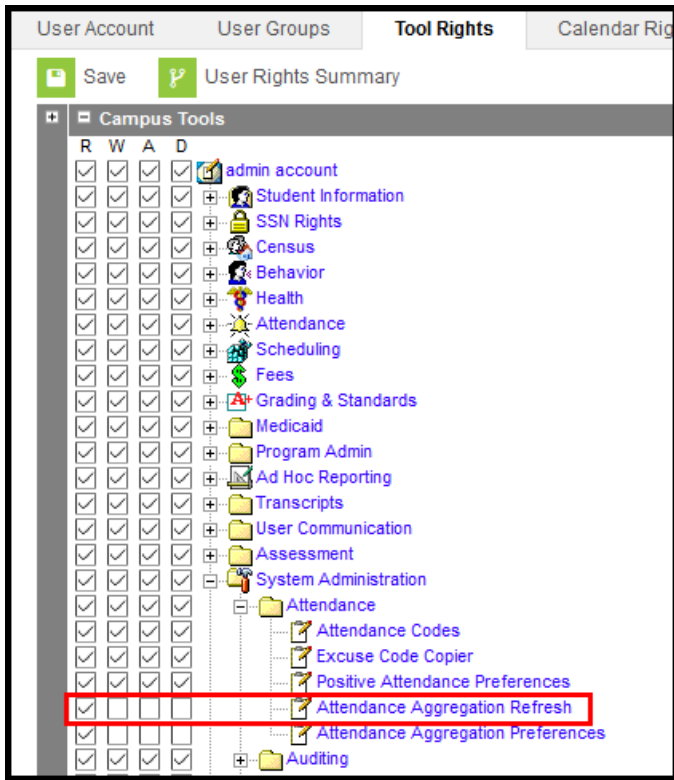 User Account User Groups Tool Rights Calendar Rig
Save User Rights Summary
Campus Tools
R W A D
admin account
Student Information
SSN Rights
Census
Behavior
Health
Attendance
Scheduling
Fees
Grading & Standards
Medicaid
Program Admin
Ad Hoc Reporting
Transcripts
User Communication
Assessment
System Administration
Attendance
Attendance Codes
Excuse Code Copier
Positive Attendance Preferences
Attendance Aggregation Refresh
Attendance Aggregation Preferences
Auditing